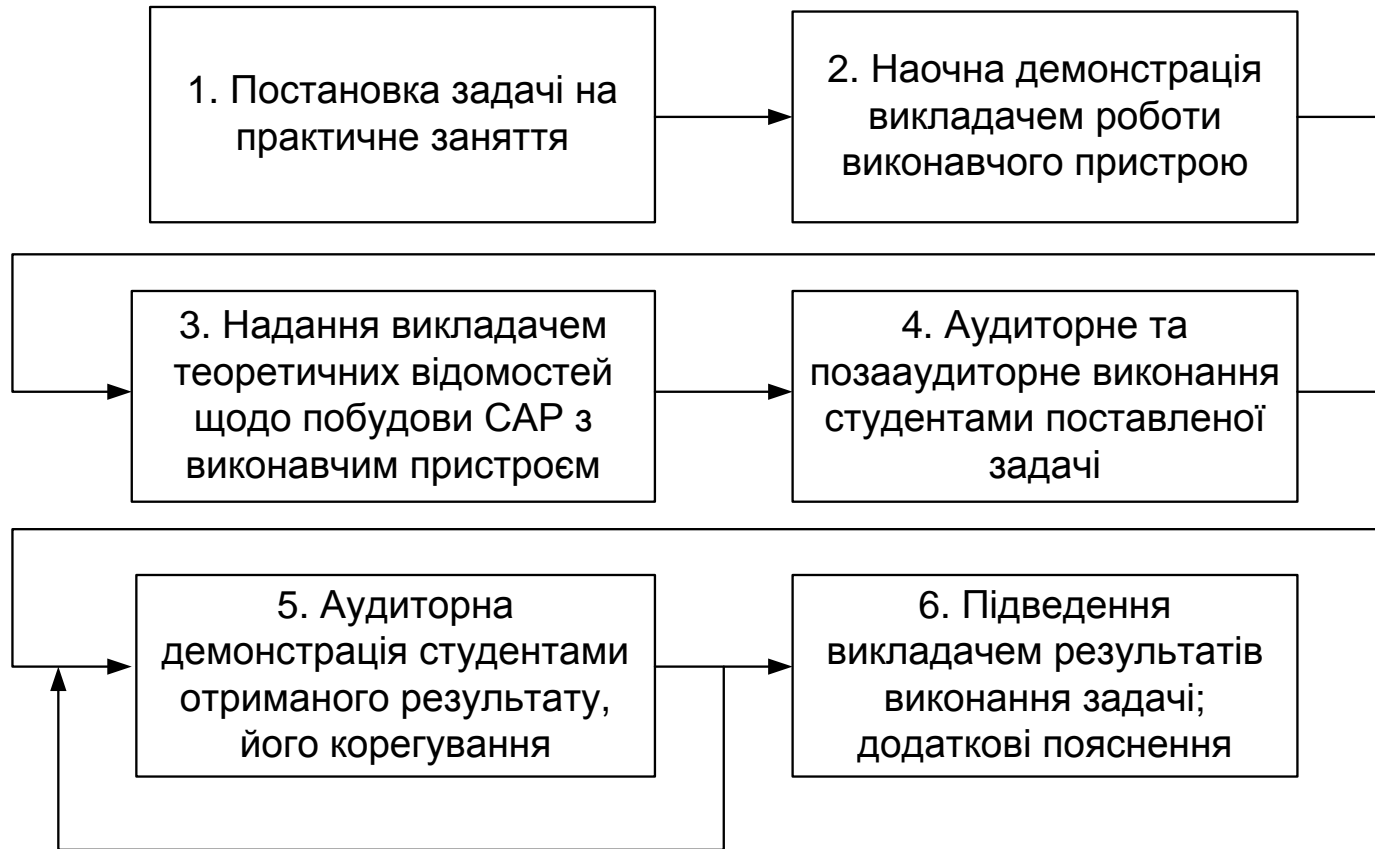 1. Постановка задачі на
практичне заняття
2. Наочна демонстрація
викладачем роботи
виконавчого пристрою
3. Надання викладачем
теоретичних відомостей
щодо побудови САР з
виконавчим пристроєм
4. Аудиторне та
позааудиторне виконання
студентами поставленої
задачі
5. Аудиторна
демонстрація студентами
отриманого результату,
його корегування
6. Підведення
викладачем результатів
виконання задачі;
додаткові пояснення